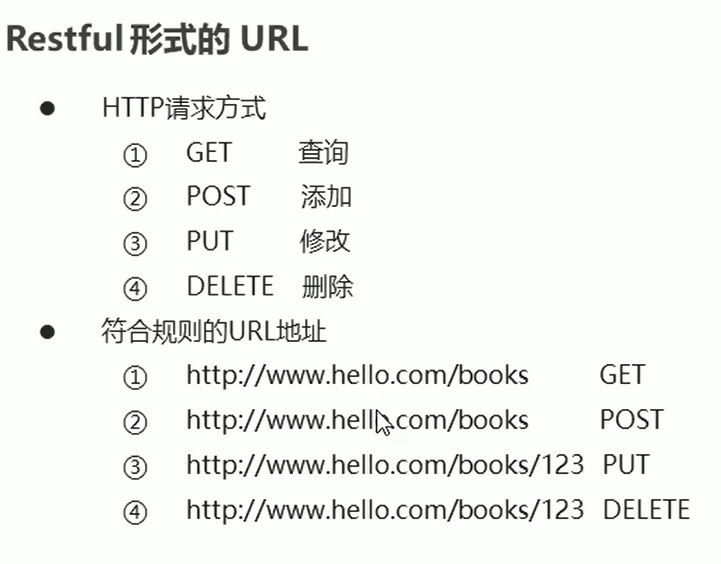 Restful 形式的 URL
● HTTP请求方式
① GET 查询
② POST 添加
③ PUT 修改
④ DELETE 删除
● 符合规则的URL地址
① http://www.hello.com/books GET
② http://www.hello.com/books POST
③ http://www.hello.com/books/123 PUT
④ http://www.hello.com/books/123 DELETE